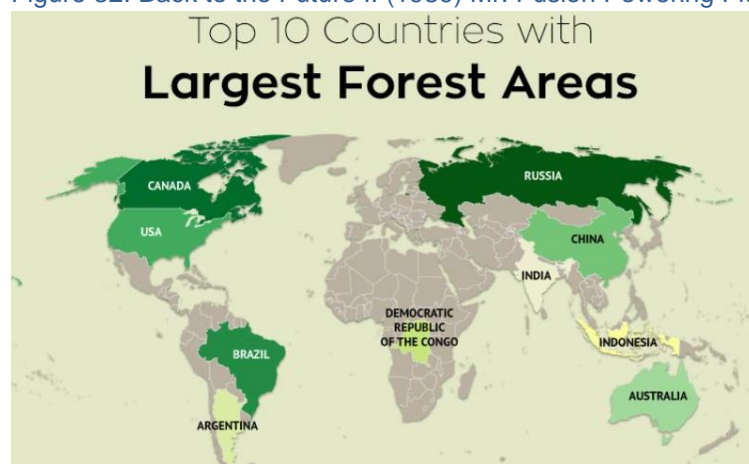 Top 10 Countries with
Largest Forest Areas
CANADA
RUSSIA
USA
CHINA
INDIA
DEMOCRATIC
REPUBLIC
OF THE CONGO
INDONESIA
BRAZIL
AUSTRALIA
ARGENTINA